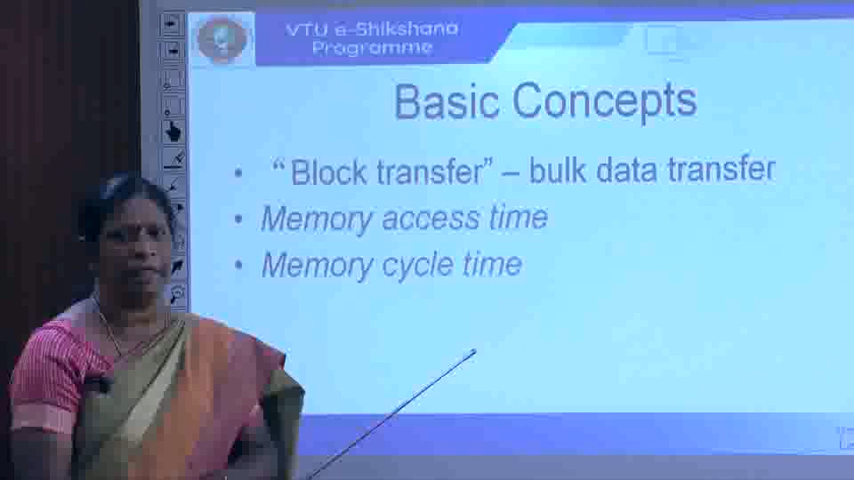 VTU e-Shikshana
Programme
Basic Concepts
• “Block transfer” – bulk data transfer
• Memory access time
• Memory cycle time